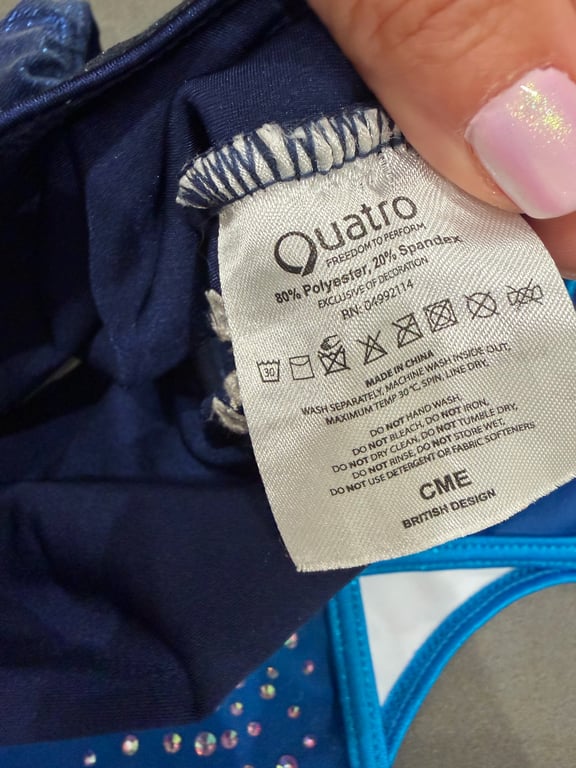 Quatro
FREEDOM TO PERFORM
80% Polyester, 20% Spandex
EXCLUSIVE OF DECORATION
RN: 04992114
30
MADE IN CHINA
WASH SEPARATELY, MACHINE WASH INSIDE OUT,
MAXIMUM TEMP 30°C, SPIN, LINE DRY,
DO NOT HAND WASH,
DO NOT BLEACH, DO NOT IRON,
DO NOT DRY CLEAN, DO NOT TUMBLE DRY,
DO NOT RINSE, DO NOT STORE WET,
DO NOT USE DETERGENT OR FABRIC SOFTENERS
CME
BRITISH DESIGN